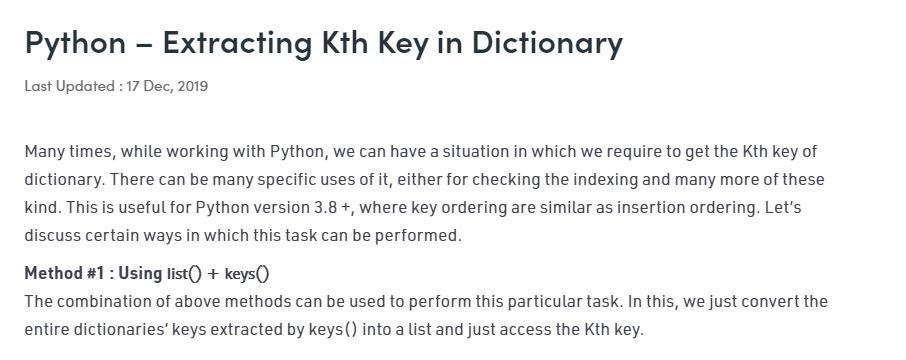 Python – Extracting Kth Key in Dictionary
Last Updated : 17 Dec, 2019
Many times, while working with Python, we can have a situation in which we require to get the Kth key of
dictionary. There can be many specific uses of it, either for checking the indexing and many more of these
kind. This is useful for Python version 3.8 +, where key ordering are similar as insertion ordering. Let’s
discuss certain ways in which this task can be performed.
Method #1 : Using list() + keys()
The combination of above methods can be used to perform this particular task. In this, we just convert the
entire dictionaries’ keys extracted by keys() into a list and just access the Kth key.